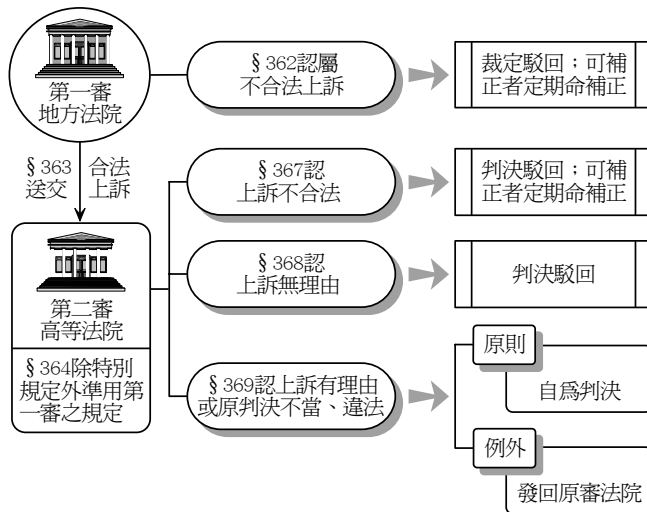 第一審
地方法院
§362認屬
不合法上訴
裁定駁回；可補
正者定期命補正
§363
送交
合法
上訴
§367認
上訴不合法
判決駁回；可補
正者定期命補正
第二審
高等法院
§364除特別
規定外準用第
一審之規定
§368認
上訴無理由
判決駁回
§369認上訴有理由
或原判決不當、違法
原則
自爲判決
例外
發回原審法院